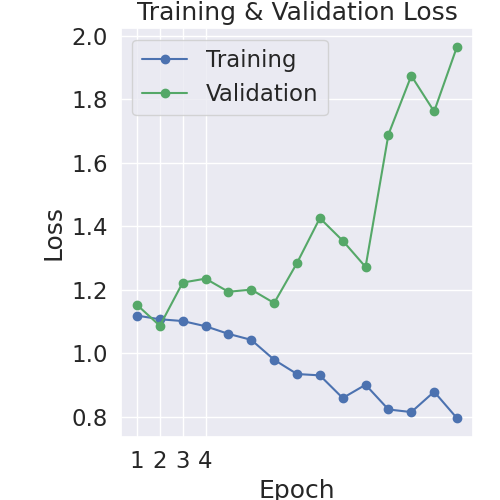 Training & Validation Loss
Training
Validation
2.0
1.8
1.6
1.4
1.2
1.0
0.8
Loss
1 2 3 4
Epoch